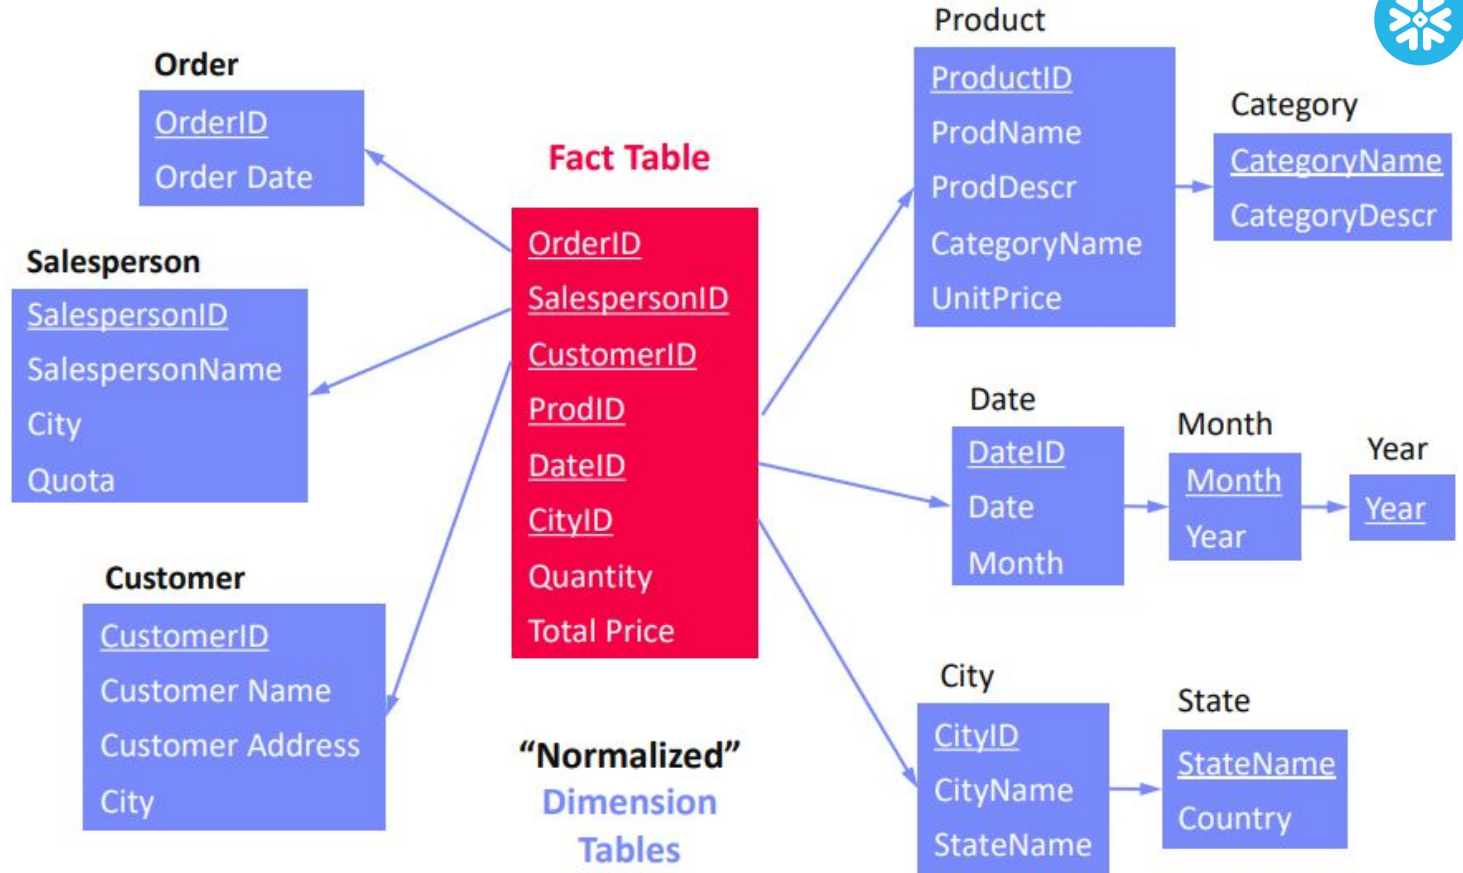 Order
OrderID
Order Date
Salesperson
SalespersonID
SalespersonName
City
Quota
Customer
CustomerID
Customer Name
Customer Address
City
Fact Table
OrderID
SalespersonID
CustomerID
ProdID
DateID
CityID
Quantity
Total Price
“Normalized”
Dimension
Tables
Product
ProductID
ProdName
ProdDescr
CategoryName
UnitPrice
Category
CategoryName
CategoryDescr
Date
DateID
Date
Month
Month
Month
Year
Year
Year
City
CityID
CityName
StateName
State
StateName
Country